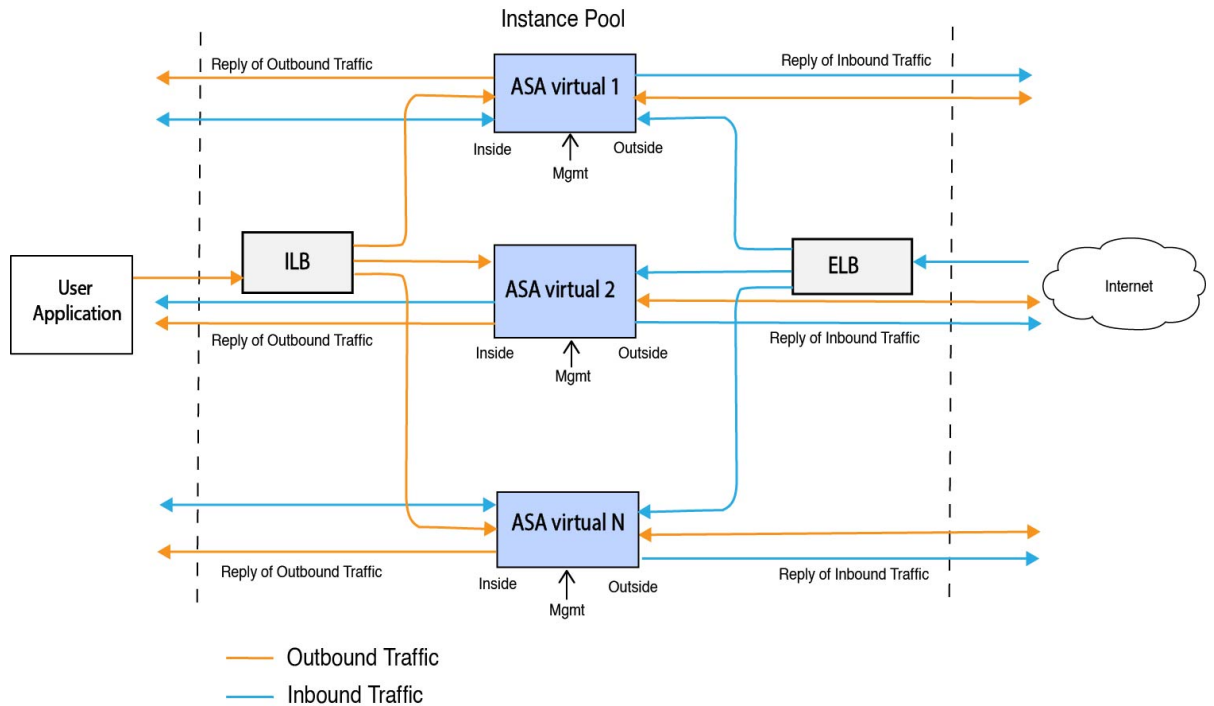 Instance Pool
Reply of Outbound Traffic
ASA virtual 1
Reply of Inbound Traffic
Inside
Outside
Mgmt
User
Application
ILB
ASA virtual 2
ELB
Internet
Reply of Outbound Traffic
Inside
Outside
Reply of Inbound Traffic
Mgmt
ASA virtual N
Reply of Outbound Traffic
Inside
Outside
Reply of Inbound Traffic
Mgmt
Outbound Traffic
Inbound Traffic